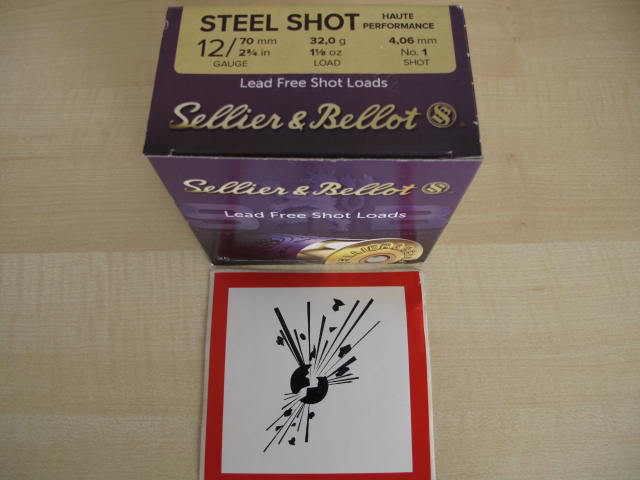 STEEL SHOT HAUTE PERFORMANCE
12/ 70 mm 2¾ in GAUGE
32,0 g 1⅛ oz LOAD
4,06 mm No. 1 SHOT
Lead Free Shot Loads
Sellier & Bellot
Sellier & Bellot
Lead Free Shot Loads